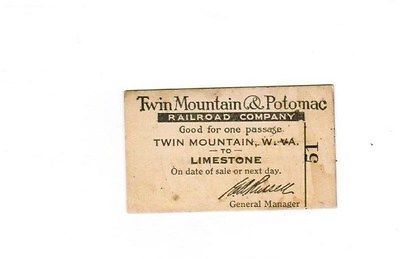 Twin Mountain & Potomac
RAILROAD COMPANY
Good for one passage
TWIN MOUNTAIN, W. VA.
TO
LIMESTONE
On date of sale or next day.
General Manager
51